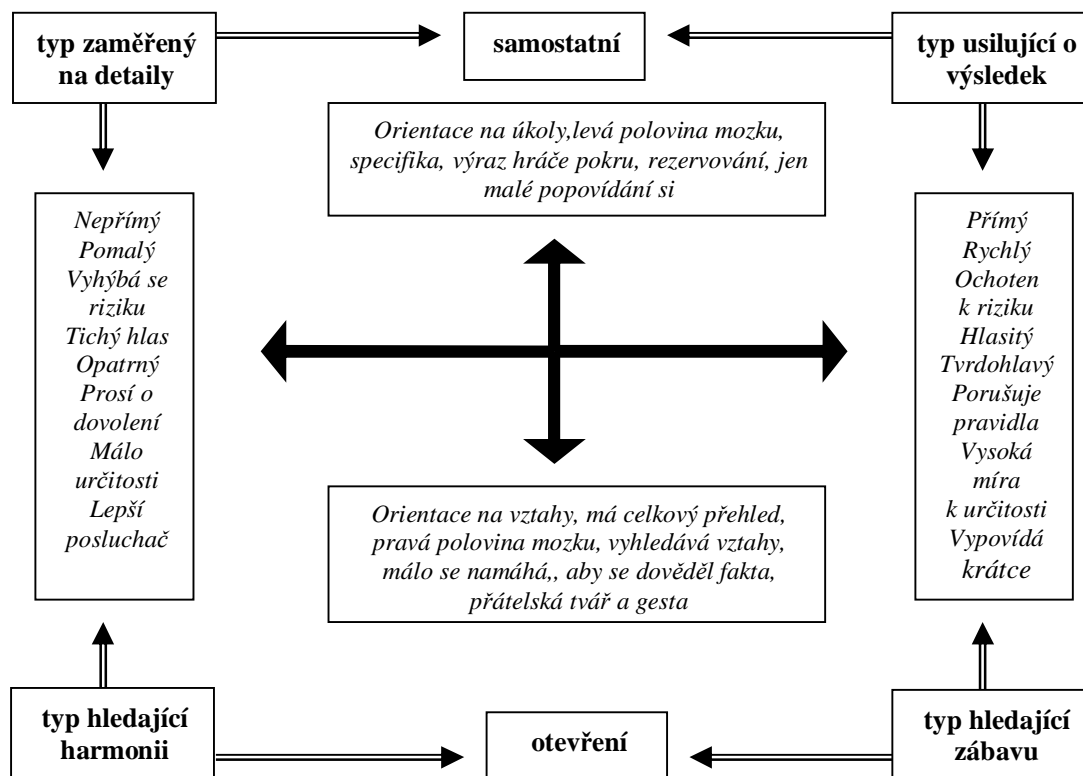 typ zaměřený
na detaily
samostatní
typ usilující o
výsledek
Orientace na úkoly,levá polovina mozku,
specifika, výraz hráče pokru, rezervování, jen
malé popovídání si
Nepřímý
Pomalý
Vyhýbá se
riziku
Tichý hlas
Opatrný
Prosí o
dovolení
Málo
určitosti
Lepší
posluchač
Přímý
Rychlý
Ochoten
k riziku
Hlasitý
Tvrdohlavý
Porušuje
pravidla
Vysoká
míra
k určitosti
Vypovídá
krátce
Orientace na vztahy, má celkový přehled,
pravá polovina mozku, vyhledává vztahy,
málo se namáhá,, aby se dověděl fakta,
přátelská tvář a gesta
typ hledající
harmonii
otevření
typ hledající
zábavu